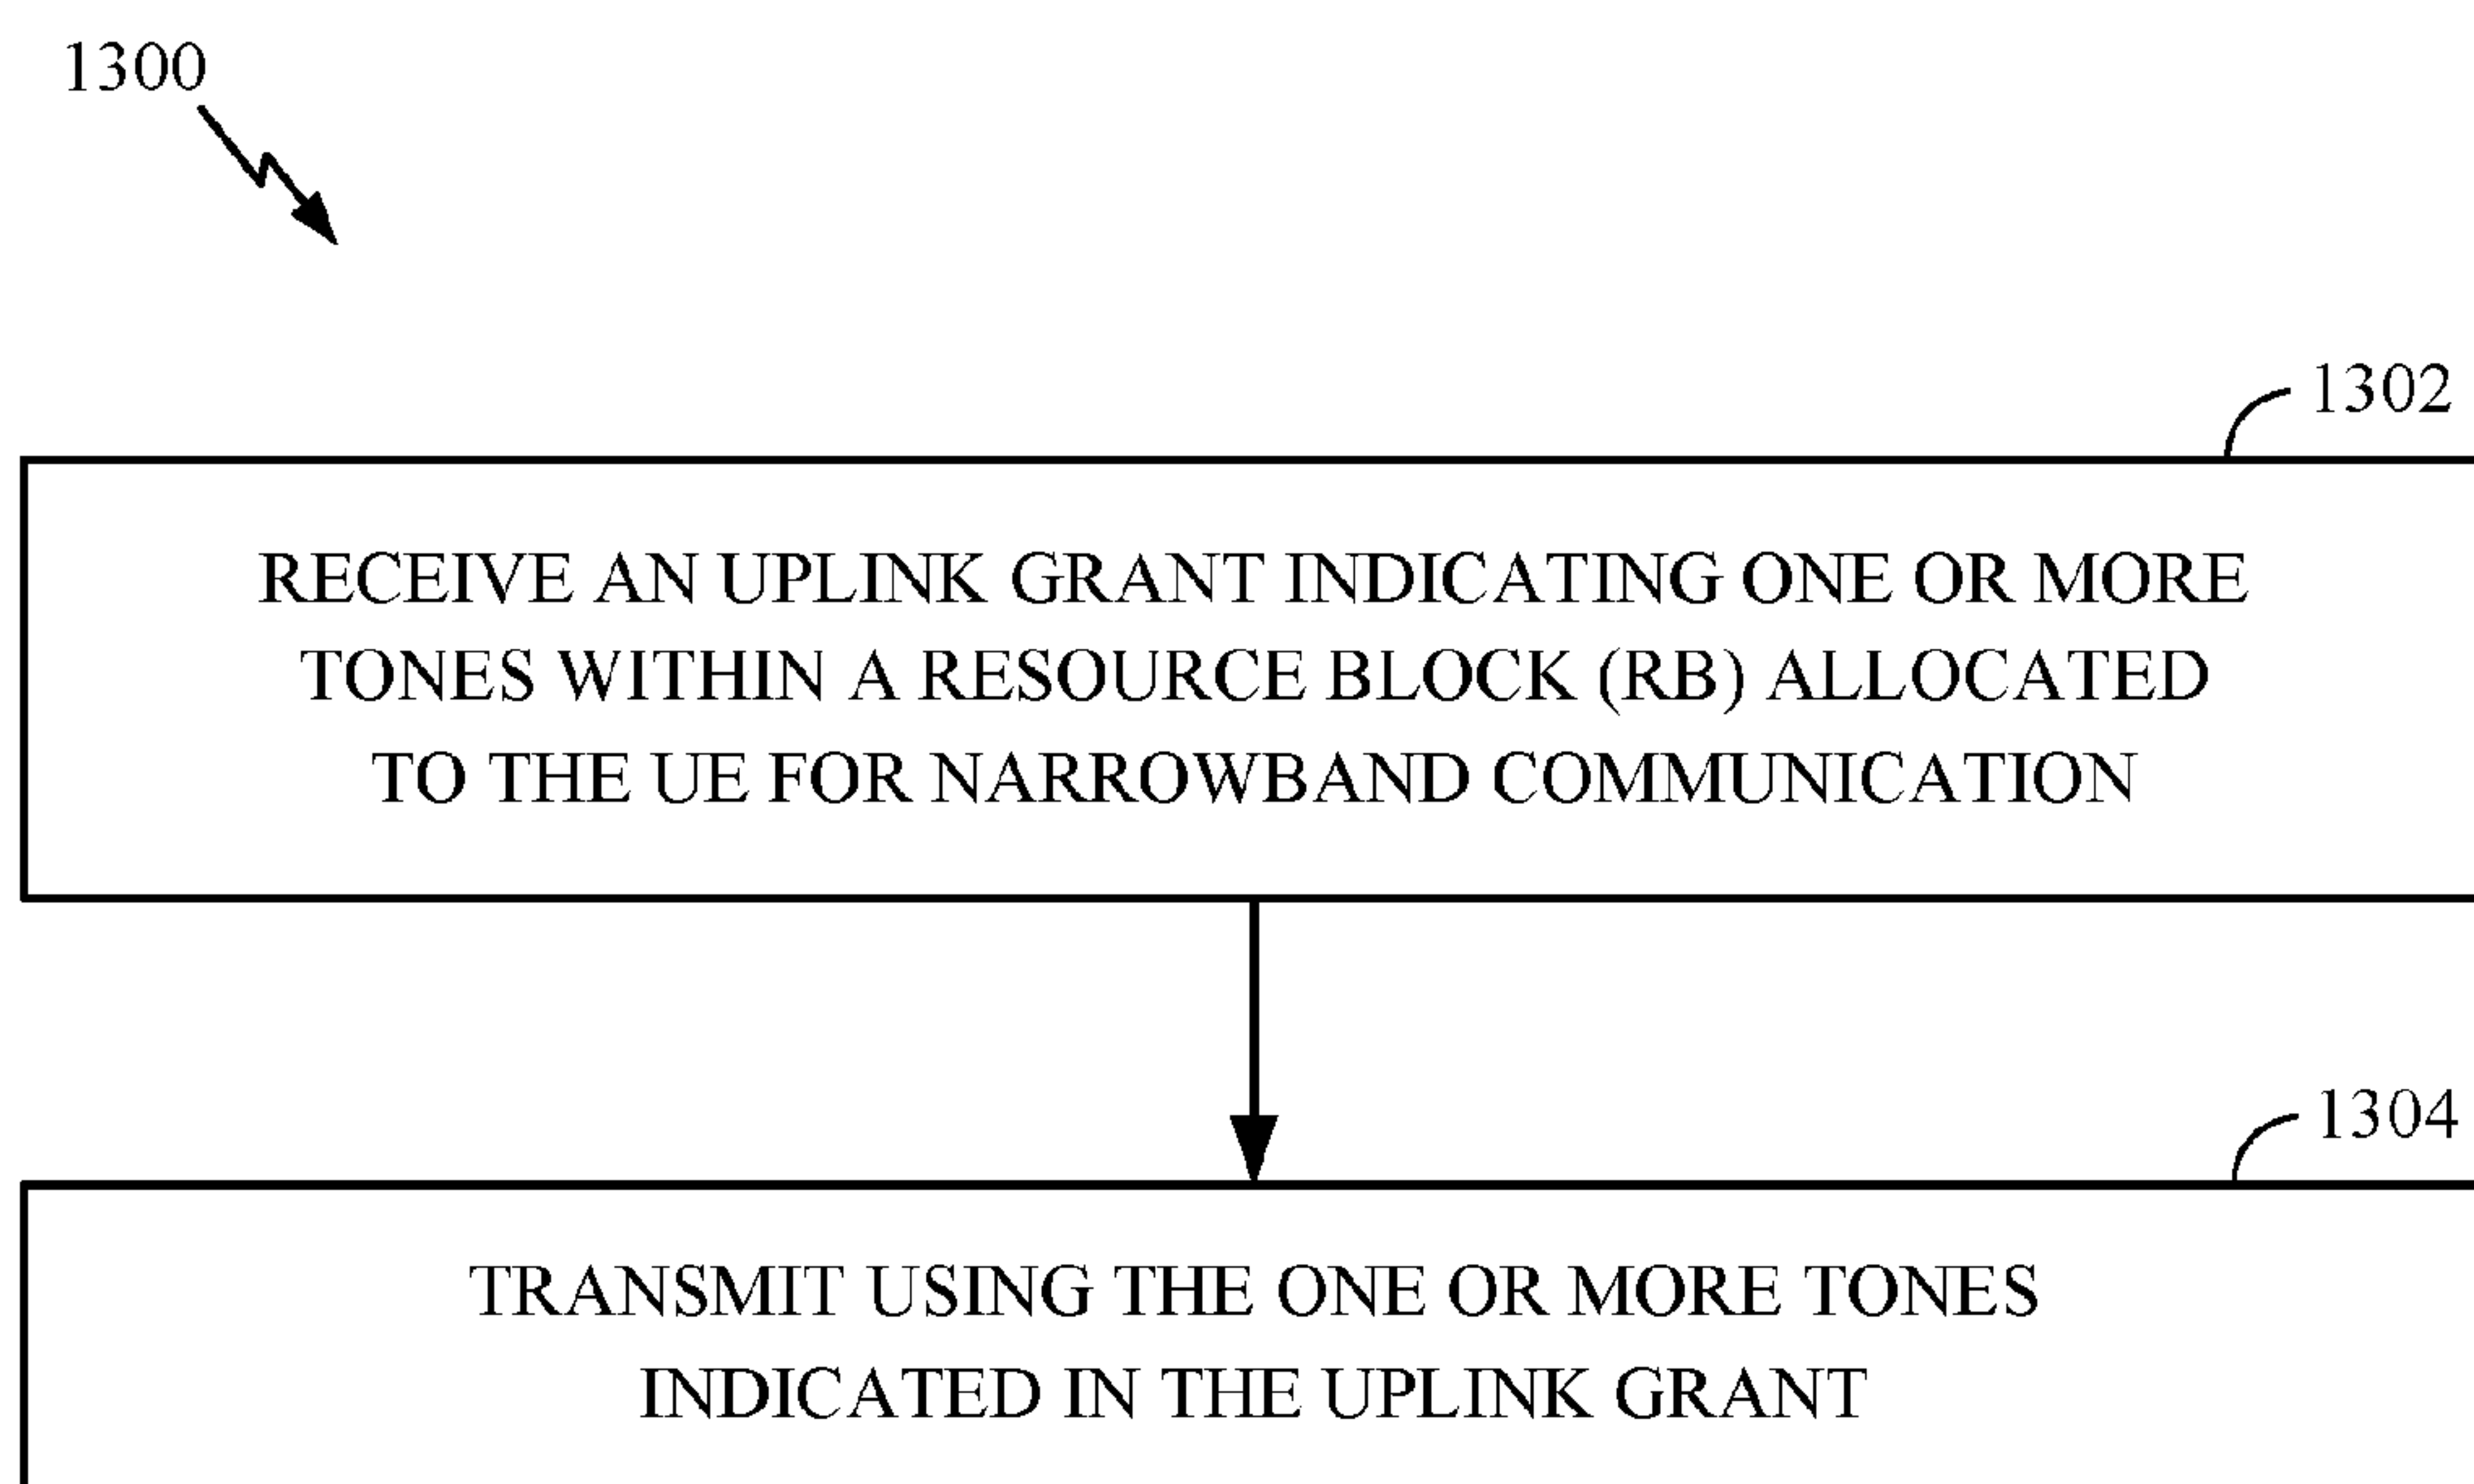 1300
1302
RECEIVE AN UPLINK GRANT INDICATING ONE OR MORE
TONES WITHIN A RESOURCE BLOCK (RB) ALLOCATED
TO THE UE FOR NARROWBAND COMMUNICATION
1304
TRANSMIT USING THE ONE OR MORE TONES
INDICATED IN THE UPLINK GRANT